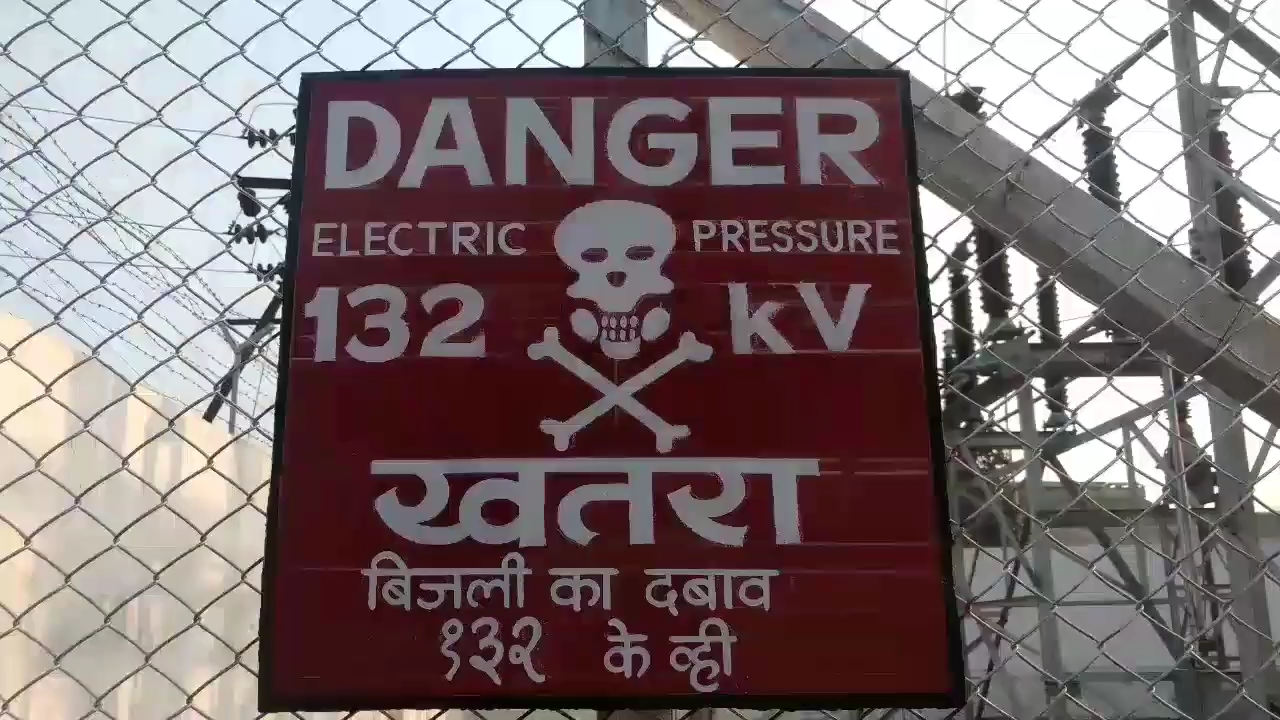 DANGER
ELECTRIC PRESSURE
132 kV
खतरा
बिजली का दबाव
१३२ के व्ही